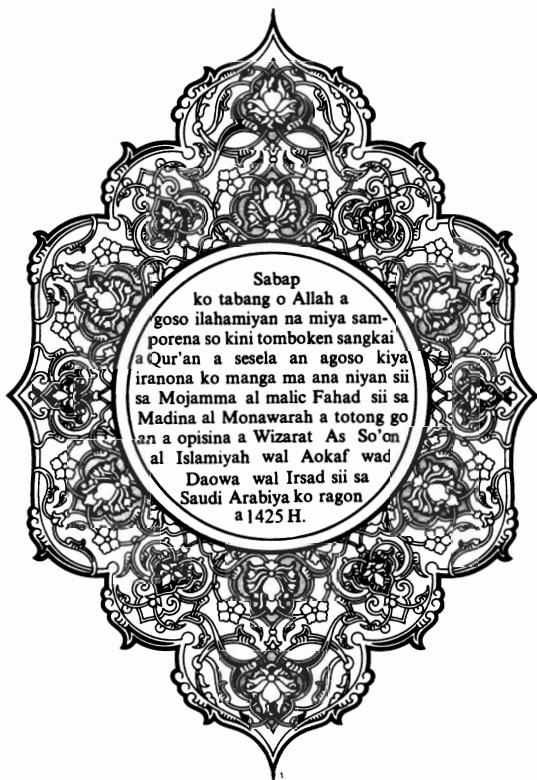 Sabap
ko tabang o Allah a
goso ilahamiyan na miya sam-
porena so kini tomboken sangkai
a Qur'an a sesela an agoso kiya
iranona ko manga ma ana niyan sii
sa Mojamma al malic Fahad sii sa
Madina al Monawarah a totong go
an a opisina a Wizarat As So'on
al Islamiyah wal Aokaf wad
Daowa wal Irsad sii sa
Saudi Arabiya ko ragon
a 1425 H.